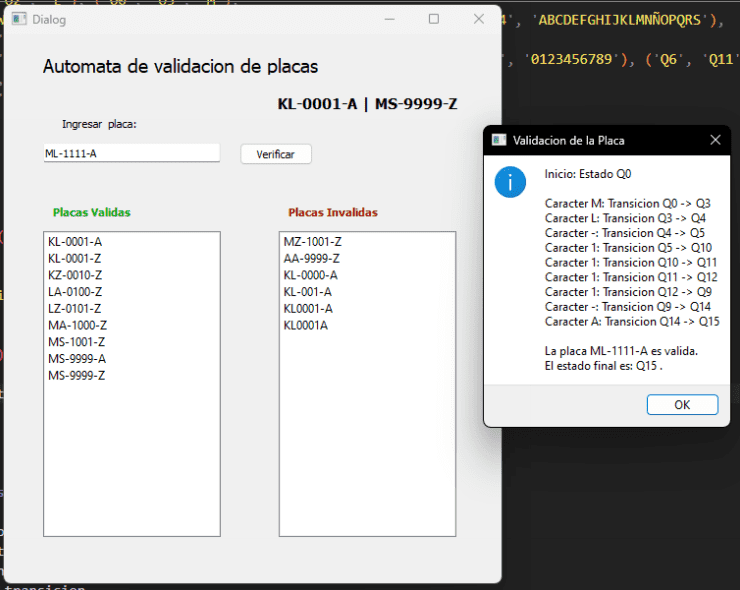 Dialog
4', 'ABCDEFGHIJKLMNÑOPQRS'),
Automata de validacion de placas
, '0123456789'), ('Q6', 'Q11'
KL-0001-A | MS-9999-Z
Ingresar placa:
ML-1111-A
Verificar
Placas Validas
KL-0001-A
KL-0001-Z
KZ-0010-Z
LA-0100-Z
LZ-0101-Z
MA-1000-Z
MS-1001-Z
MS-9999-A
MS-9999-Z
Placas Invalidas
MZ-1001-Z
AA-9999-Z
KL-0000-A
KL-001-A
KL0001-A
KL0001A
Validacion de la Placa
Inicio: Estado Q0
Caracter M: Transicion Q0 -> Q3
Caracter L: Transicion Q3 -> Q4
Caracter -: Transicion Q4 -> Q5
Caracter 1: Transicion Q5 -> Q10
Caracter 1: Transicion Q10 -> Q11
Caracter 1: Transicion Q11 -> Q12
Caracter 1: Transicion Q12 -> Q9
Caracter -: Transicion Q9 -> Q14
Caracter A: Transicion Q14 -> Q15
La placa ML-1111-A es valida.
El estado final es: Q15 .
OK